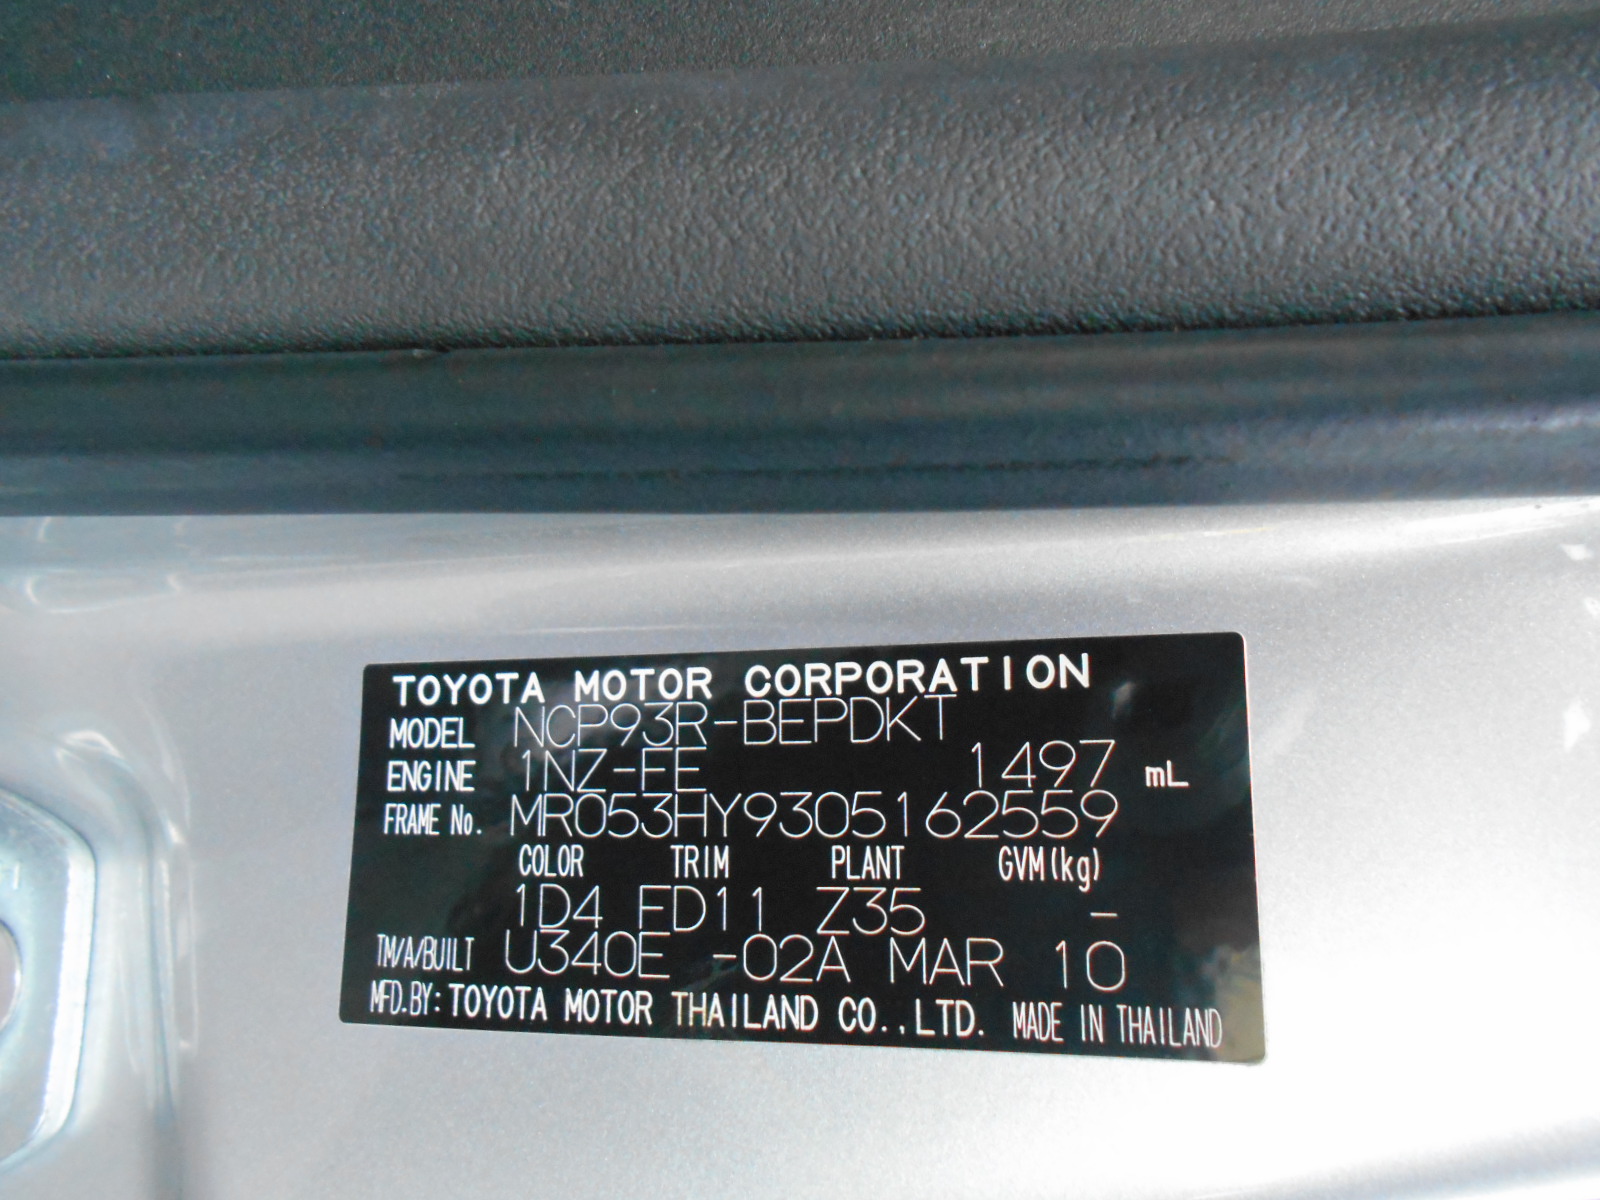 TOYOTA MOTOR CORPORATION
MODEL NCP93R-BEPDKT
ENGINE 1NZ-FE 1497 mL
FRAME No. MR053HY9305162559
COLOR TRIM PLANT GVM(kg)
1D4 FD11 Z35 -
TM/A/BUILT U340E -02A MAR 10
MFD.BY: TOYOTA MOTOR THAILAND CO.,LTD. MADE IN THAILAND